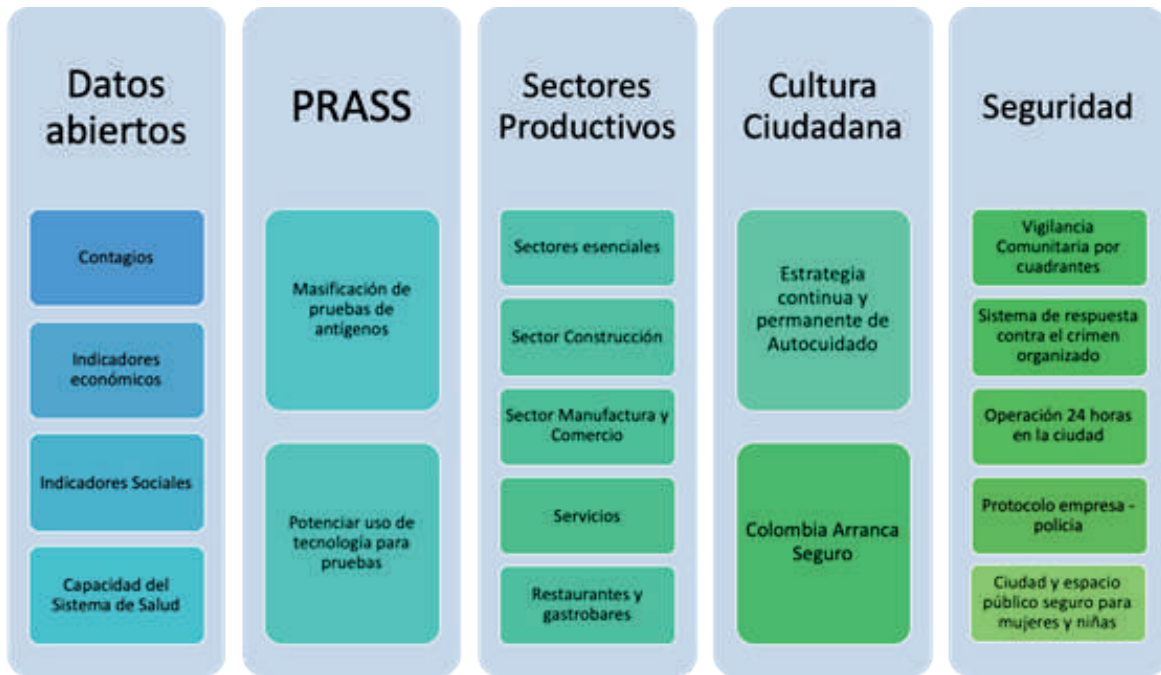 Datos
abiertos
Contagios
Indicadores
económicos
Indicadores Sociales
Capacidad del
Sistema de Salud
PRASS
Masificación de
pruebas de
antígenos
Potenciar uso de
tecnología para
pruebas
Sectores
Productivos
Sectores esenciales
Sector Construcción
Sector Manufactura y
Comercio
Servicios
Restaurantes y
gastrobares
Cultura
Ciudadana
Estrategia
continua y
permanente de
Autocuidado
Colombia Arranca
Seguro
Seguridad
Vigilancia
Comunitaria por
cuadrantes
Sistema de respuesta
contra el crimen
organizado
Operación 24 horas
en la ciudad
Protocolo empresa -
policia
Ciudad y espacio
público seguro para
mujeres y niñas